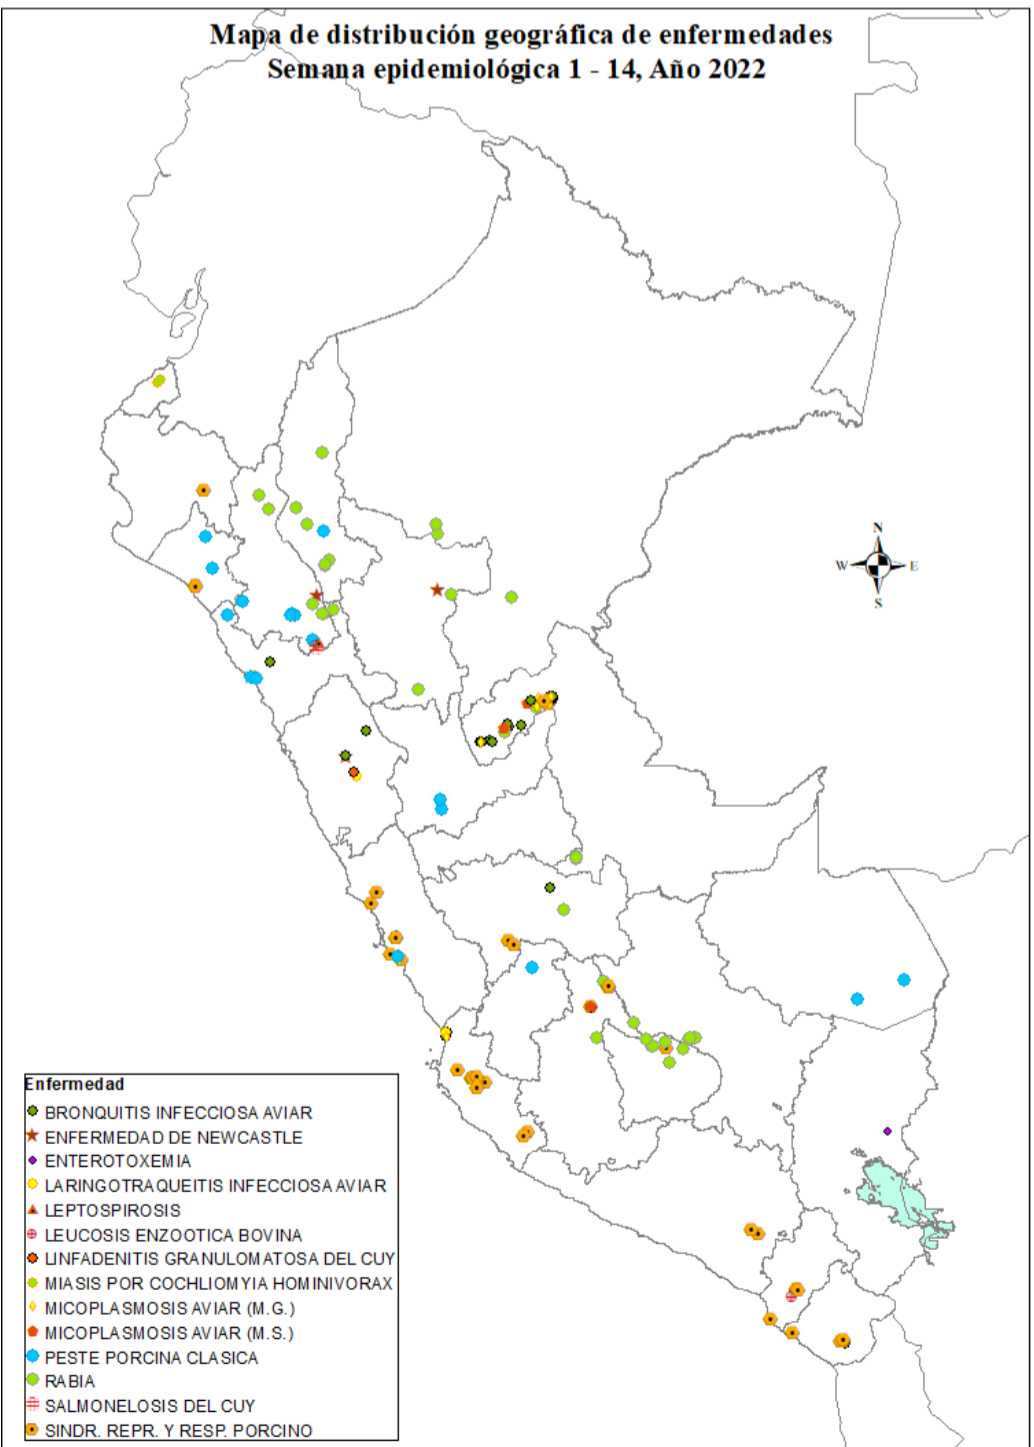 Mapa de distribución geográfica de enfermedades
Semana epidemiológica 1 - 14, Año 2022
N
W E
S
Enfermedad
BRONQUITIS INFECCIOSA AVIAR
ENFERMEDAD DE NEWCASTLE
ENTEROTOXEMIA
LARINGOTRAQUEITIS INFECCIOSA AVIAR
LEPTOSPIROSIS
LEUCOSIS ENZOOTICA BOVINA
LINFADENITIS GRANULOMATOSA DEL CUY
MIASIS POR COCHLIOMYIA HOMINIVORAX
MICOPLASMOSIS AVIAR (M.G.)
MICOPLASMOSIS AVIAR (M.S.)
PESTE PORCINA CLASICA
RABIA
SALMONELOSIS DEL CUY
SINDR. REPR. Y RESP. PORCINO